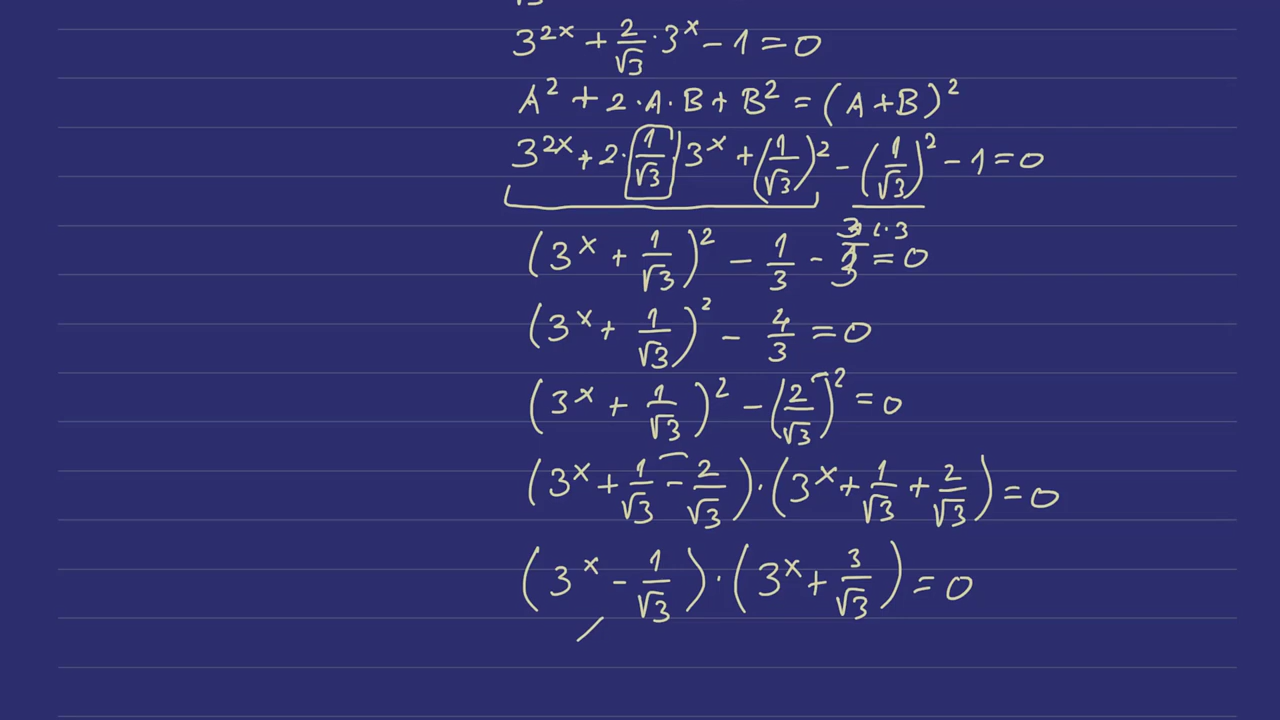 √3
3^2x + 2/√3 · 3^x − 1 = 0
A^2 + 2·A·B + B^2 = (A+B)^2
3^2x + 2·(1/√3) 3^x + (1/√3)^2 − (1/√3)^2 − 1 = 0
1·3
(3^x + 1/√3)^2 − 1/3 − 3/3 = 0
(3^x + 1/√3)^2 − 4/3 = 0
(3^x + 1/√3)^2 − (2/√3)^2 = 0
(3^x + 1/√3 − 2/√3)·(3^x + 1/√3 + 2/√3) = 0
(3^x − 1/√3)·(3^x + 3/√3) = 0